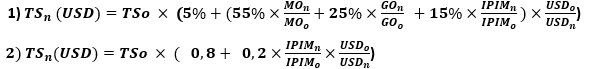 1) TSₙ (USD) = TSo × (5% + (55% × MOₙ/MOₒ + 25% × GOₙ/GOₒ + 15% × IPIMₙ/IPIMₒ) × USDₒ/USDₙ)
2) TSₙ(USD) = TSo × ( 0,8 + 0,2 × IPIMₙ/IPIMₒ × USDₒ/USDₙ)